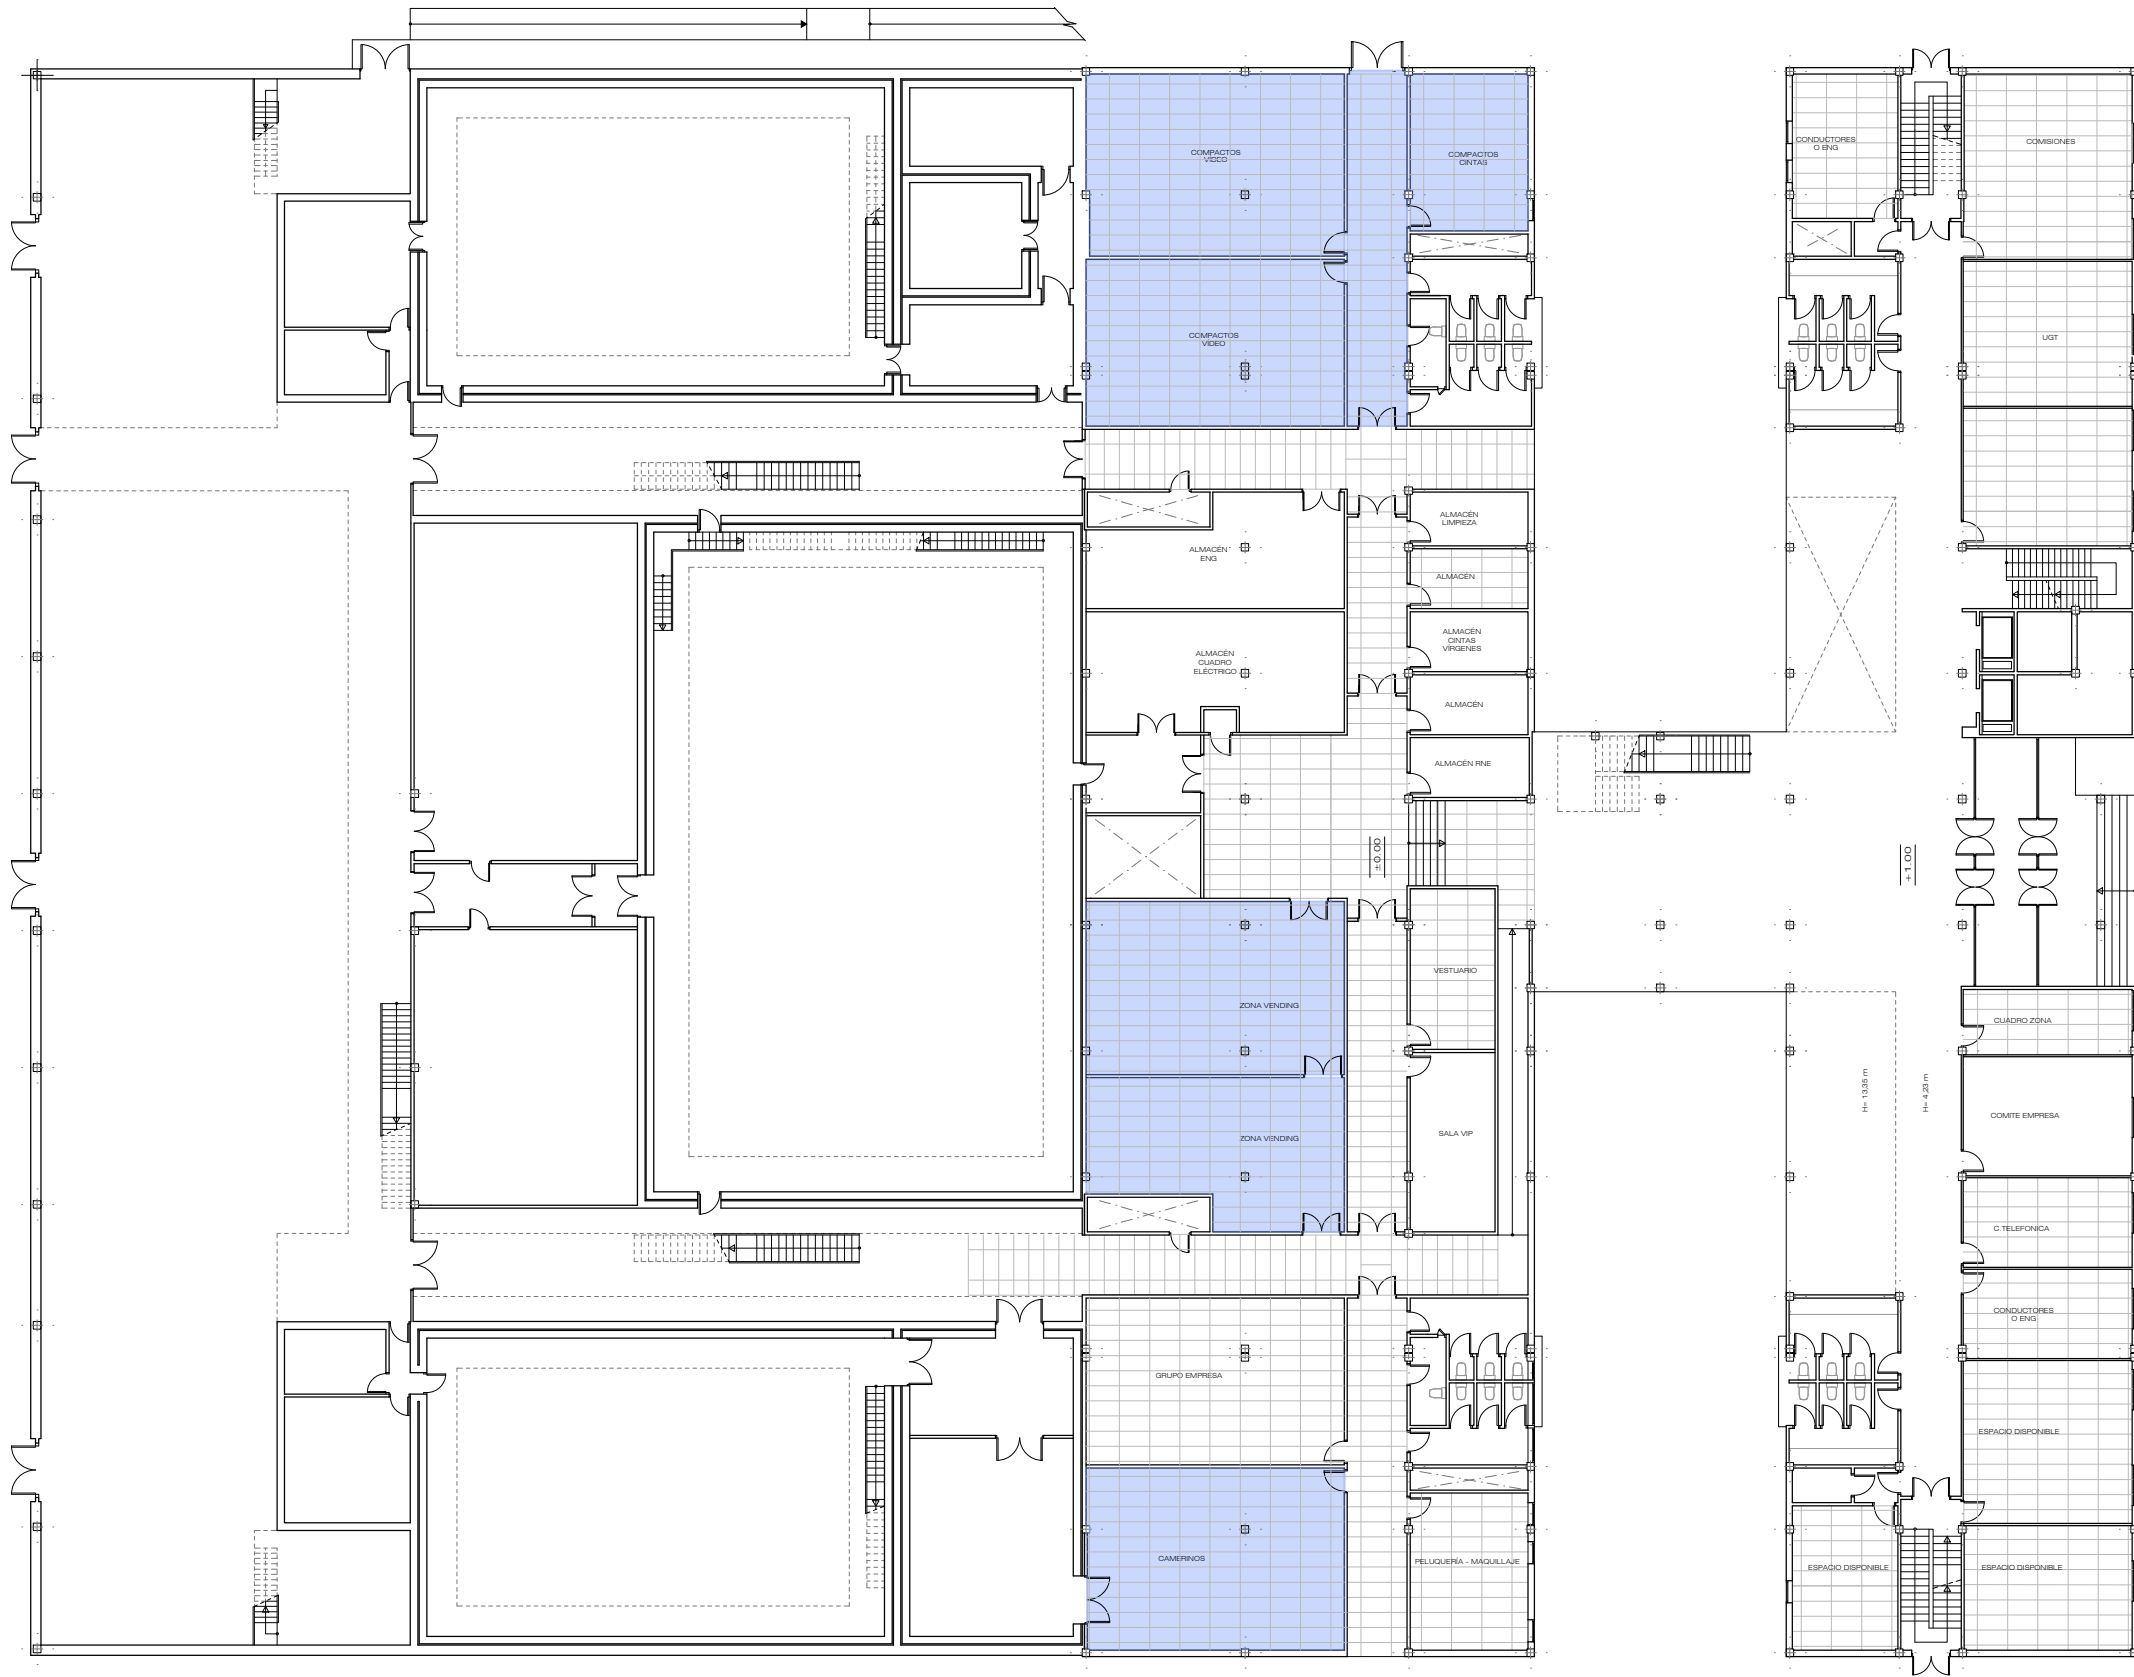 COMPACTOS
VÍDEO
COMPACTOS
CINTAS
CONDUCTORES
O ENG
COMISIONES
COMPACTOS
VÍDEO
UGT
ALMACÉN
ENG
ALMACÉN
LIMPIEZA
ALMACÉN
ALMACÉN
CUADRO
ELÉCTRICO
ALMACÉN
CINTAS
VÍRGENES
ALMACÉN
ALMACÉN RNE
±0.00
+1.00
ZONA VENDING
VESTUARIO
CUADRO ZONA
ZONA VENDING
SALA VIP
H= 13,35 m
H= 4,23 m
COMITE EMPRESA
C.TELEFONICA
CONDUCTORES
O ENG
GRUPO EMPRESA
ESPACIO DISPONIBLE
CAMERINOS
PELUQUERÍA - MAQUILLAJE
ESPACIO DISPONIBLE
ESPACIO DISPONIBLE